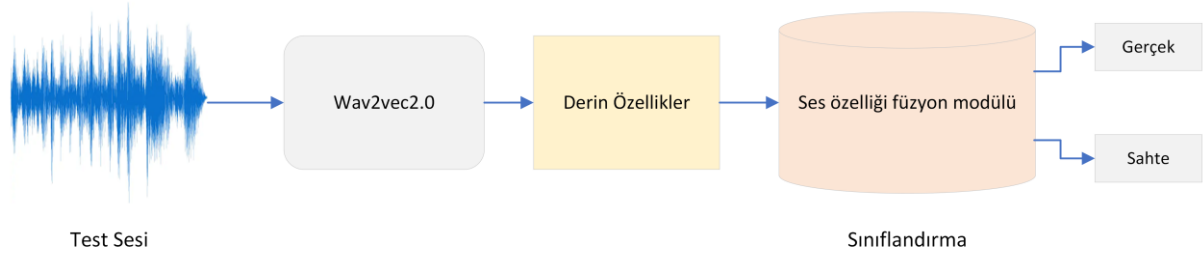 Wav2vec2.0
Derin Özellikler
Ses özelliği füzyon modülü
Gerçek
Sahte
Test Sesi
Sınıflandırma